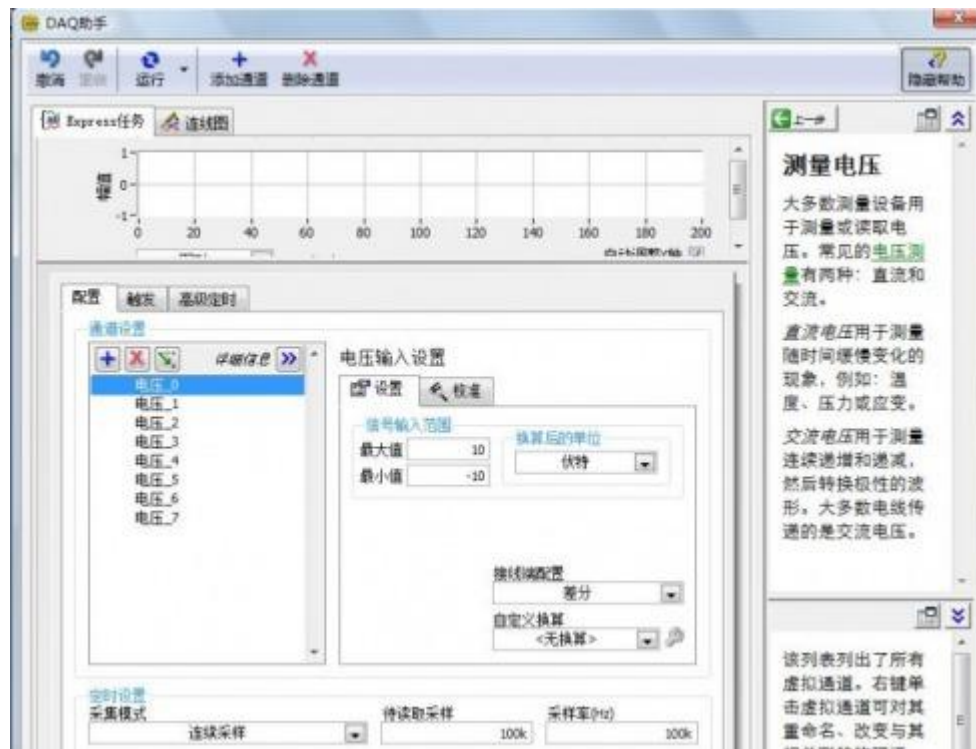 DAQ助手
撤消 重做 运行 添加通道 删除通道 隐藏帮助
Express任务 连线图
上一步
1
幅值
0
-1
0 20 40 60 80 100 120 140 160 180 200
测量电压
大多数测量设备用
于测量或读取电
压。常见的电压测
量有两种：直流和
交流。
直流电压用于测量
随时间缓慢变化的
现象，例如：温
度、压力或应变。
交流电压用于测量
连续递增和递减，
然后转换极性的波
形。大多数电线传
递的是交流电压。
配置 触发 高级定时
通道设置
详细信息
电压_0
电压_1
电压_2
电压_3
电压_4
电压_5
电压_6
电压_7
电压输入设置
设置 校准
信号输入范围
最大值 10
最小值 -10
换算后的单位
伏特
接线端配置
差分
自定义换算
<无换算>
定时设置
采集模式 待读取采样 采样率(Hz)
连续采样 100k 100k
该列表列出了所有
虚拟通道。右键单
击虚拟通道可对其
重命名、改变与其